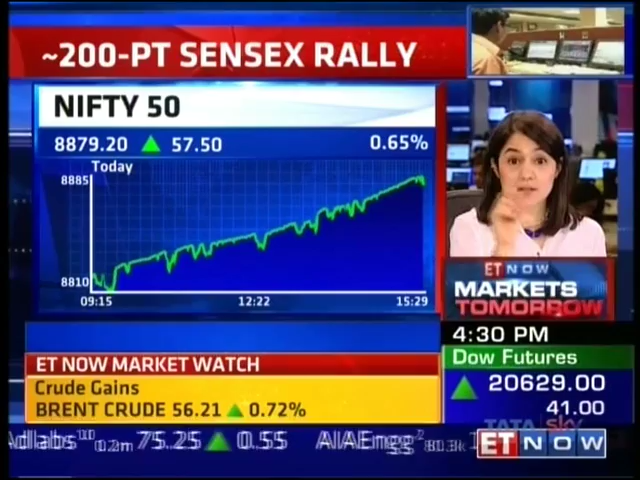 ~200-PT SENSEX RALLY
NIFTY 50
8879.20 ▲ 57.50 0.65%
Today
8885
8810
09:15 12:22 15:29
ET NOW
MARKETS
TOMORROW
4:30 PM
Dow Futures
▲ 20629.00
41.00
ET NOW MARKET WATCH
Crude Gains
BRENT CRUDE 56.21 ▲ 0.72%
TATA sky
75.25 ▲ 0.55
ET NOW